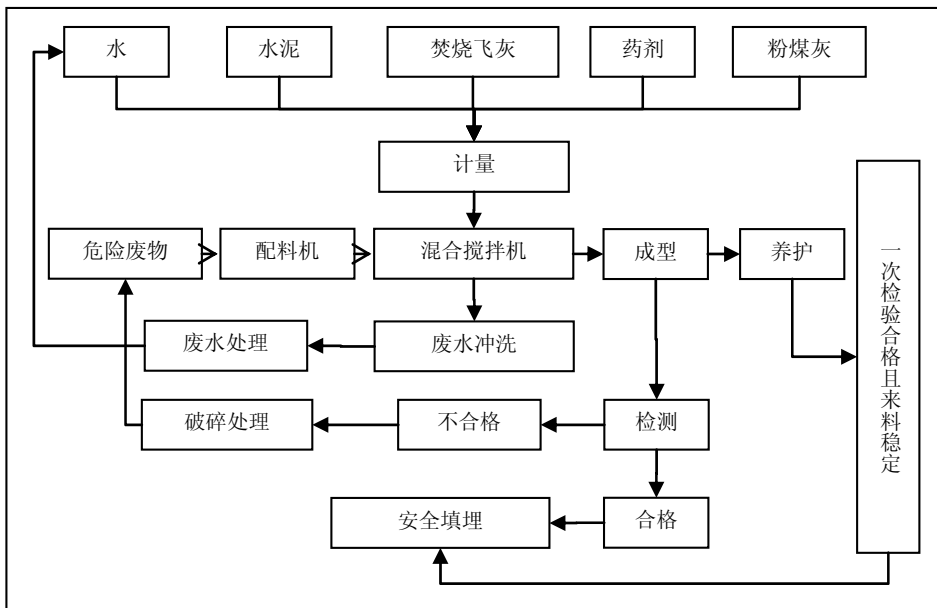 水
水泥
焚烧飞灰
药剂
粉煤灰
计量
危险废物
配料机
混合搅拌机
成型
养护
一次检验合格且来料稳定
废水处理
废水冲洗
破碎处理
不合格
检测
安全填埋
合格